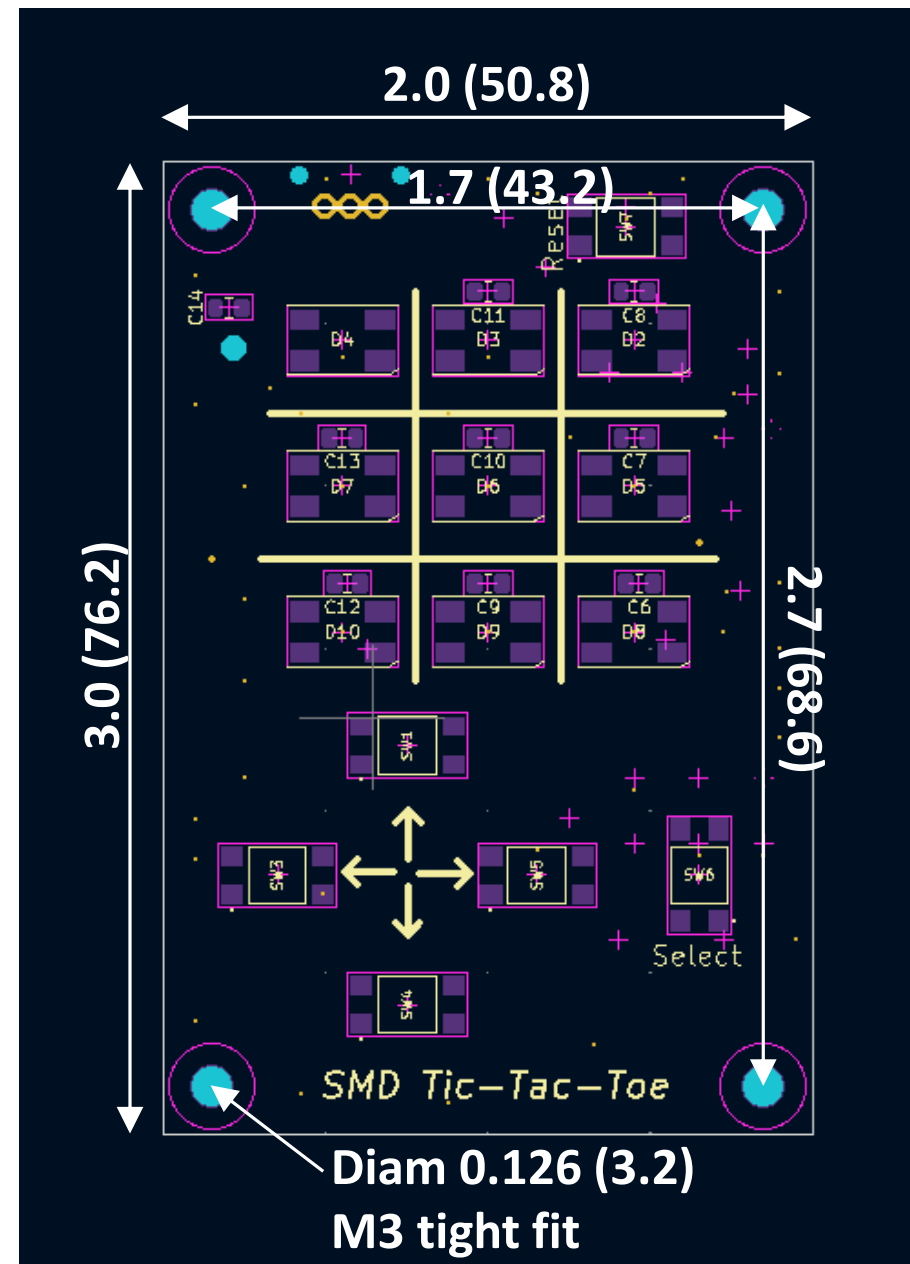 2.0 (50.8)
1.7 (43.2)
Reset
SW7
C14
C11
C8
D4
D3
D2
C13
C10
C7
D7
D6
D5
3.0 (76.2)
2.7 (68.6)
C12
C9
C6
D10
D9
D8
SW1
SW3
SW5
SW6
Select
SW4
SMD Tic-Tac-Toe
Diam 0.126 (3.2)
M3 tight fit